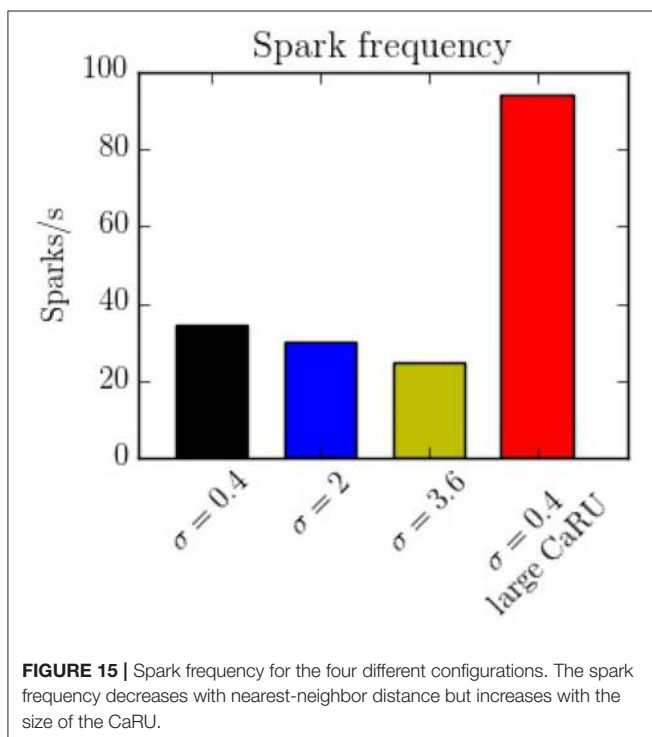 Spark frequency
100
80
60
40
20
0
Sparks/s
σ = 0.4
σ = 2
σ = 3.6
σ = 0.4
large CaRU
FIGURE 15 | Spark frequency for the four different configurations. The spark
frequency decreases with nearest-neighbor distance but increases with the
size of the CaRU.